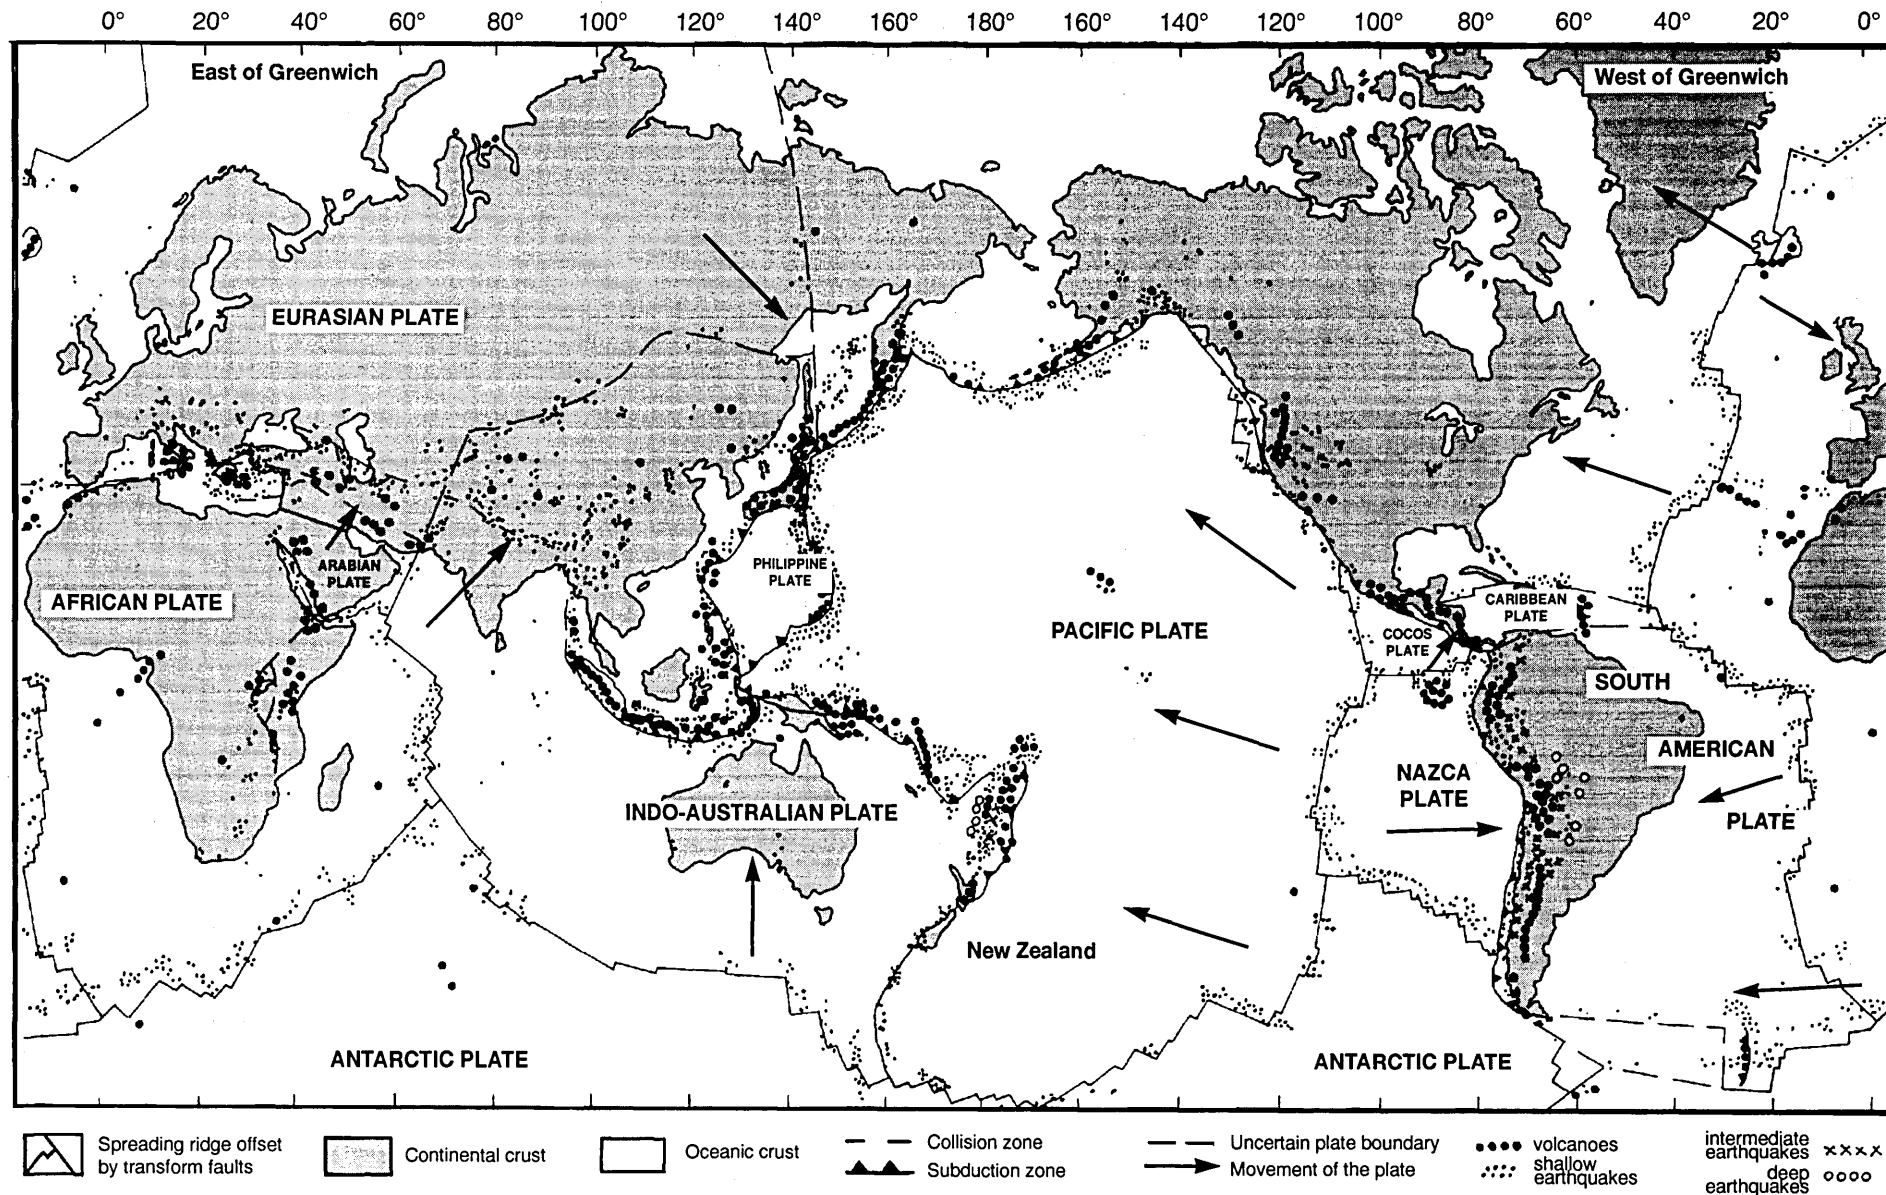 0° 20° 40° 60° 80° 100° 120° 140° 160° 180° 160° 140° 120° 100° 80° 60° 40° 20° 0°
East of Greenwich
West of Greenwich
EURASIAN PLATE
ARABIAN
PLATE
AFRICAN PLATE
PHILIPPINE
PLATE
PACIFIC PLATE
CARIBBEAN
PLATE
COCOS
PLATE
SOUTH
AMERICAN
PLATE
NAZCA
PLATE
INDO-AUSTRALIAN PLATE
New Zealand
ANTARCTIC PLATE
ANTARCTIC PLATE
Spreading ridge offset
by transform faults
Continental crust
Oceanic crust
Collision zone
Subduction zone
Uncertain plate boundary
Movement of the plate
volcanoes
shallow
earthquakes
intermediate
earthquakes
deep
earthquakes